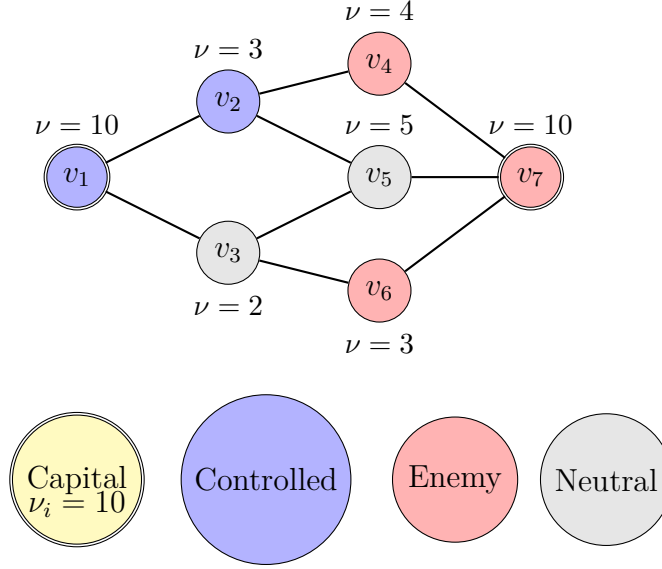 ν = 4
v₄
ν = 3
v₂
ν = 5
v₅
ν = 10
v₁
ν = 10
v₇
v₃
ν = 2
v₆
ν = 3
Capital
νᵢ = 10
Controlled
Enemy
Neutral